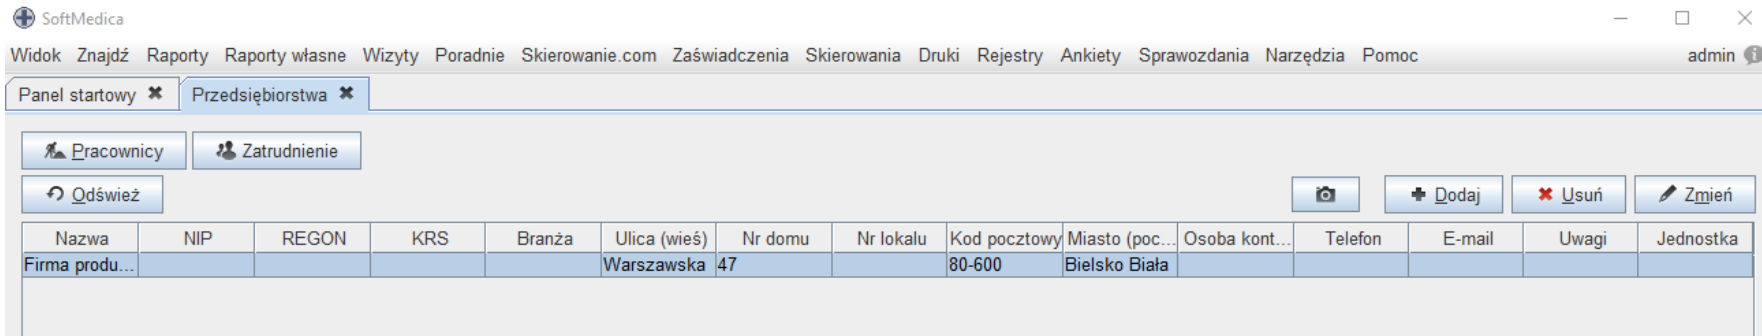 SoftMedica
Widok Znajdź Raporty Raporty własne Wizyty Poradnie Skierowanie.com Zaświadczenia Skierowania Druki Rejestry Ankiety Sprawozdania Narzędzia Pomoc admin
Panel startowy Przedsiębiorstwa
Pracownicy Zatrudnienie
Odśwież Dodaj Usuń Zmień
Nazwa NIP REGON KRS Branża Ulica (wieś) Nr domu Nr lokalu Kod pocztowy Miasto (poc... Osoba kont... Telefon E-mail Uwagi Jednostka
Firma produ... Warszawska 47 80-600 Bielsko Biała